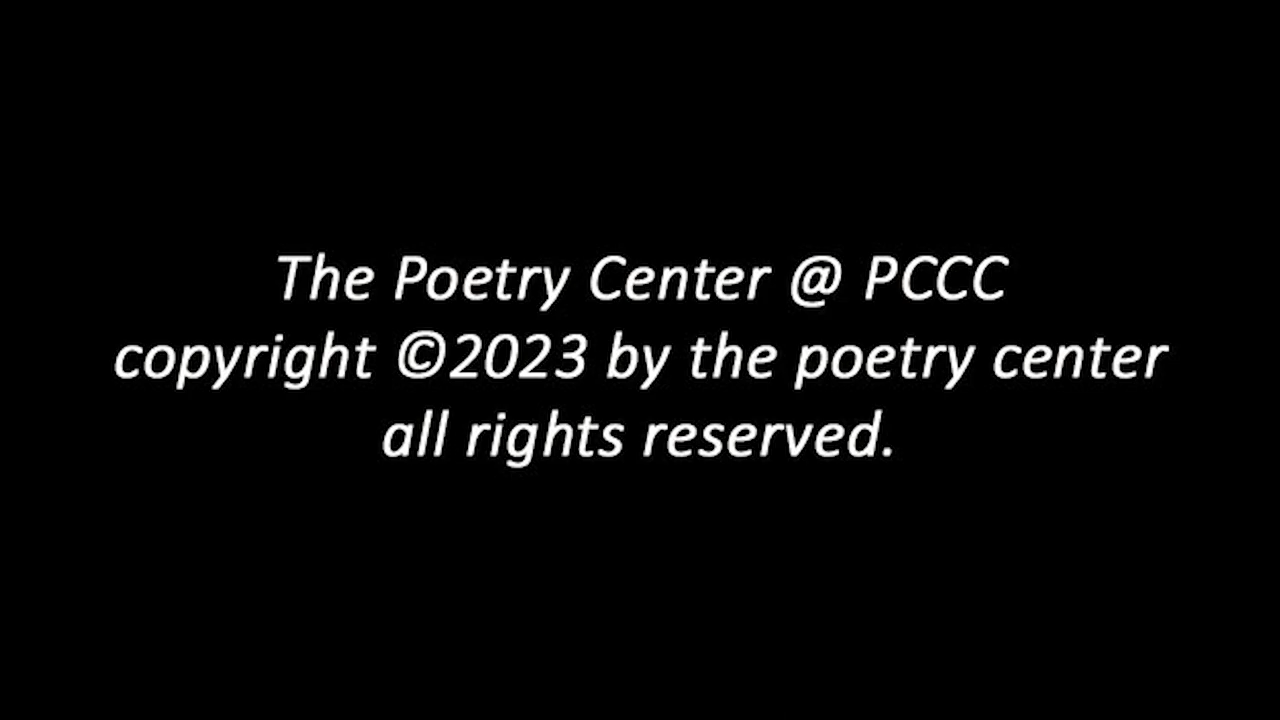 The Poetry Center @ PCCC
copyright ©2023 by the poetry center
all rights reserved.